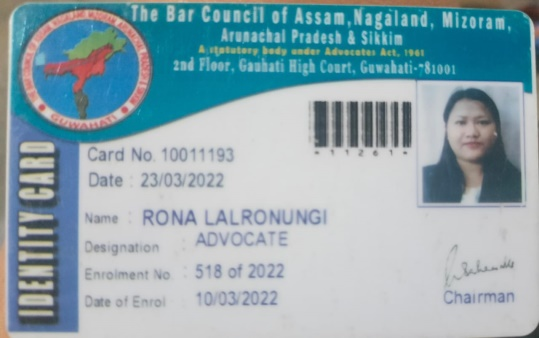 The Bar Council of Assam,Nagaland, Mizoram,
Arunachal Pradesh & Sikkim
A statutory body under Advocates Act, 1961
2nd Floor, Gauhati High Court, Guwahati-781001
GUWAHATI
IDENTITY CARD
*11261*
Card No. 10011193
Date : 23/03/2022
Name : RONA LALRONUNGI
Designation : ADVOCATE
Enrolment No. : 518 of 2022
Date of Enrol 10/03/2022
Chairman